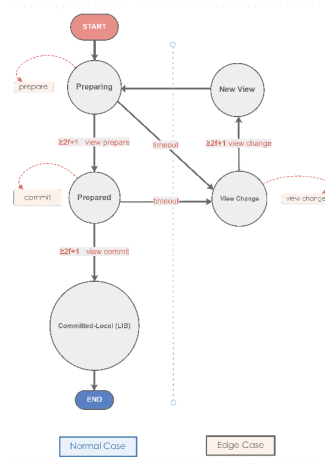 START
prepare
Preparing
New View
≥2f+1 view prepare
timeout
≥2f+1 view change
commit
Prepared
timeout
View Change
view change
≥2f+1 view commit
Committed-Local (LIB)
END
Normal Case
Edge Case